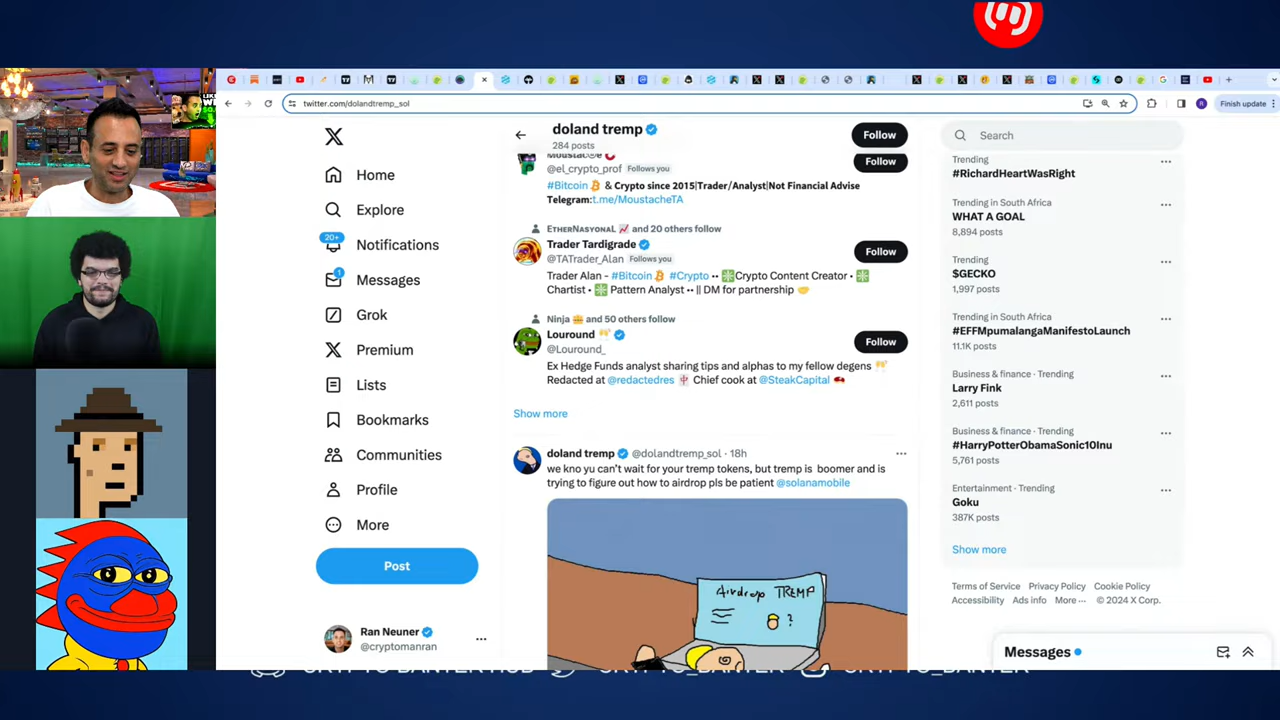 Finish update
twitter.com/dolandtremp_sol
doland tremp
284 posts
Follow
Search
Home
Explore
20+
Notifications
1
Messages
Grok
Premium
Lists
Bookmarks
Communities
Profile
More
Post
Ran Neuner
@cryptomanran
@el_crypto_prof Follows you
Follow
#Bitcoin & Crypto since 2015|Trader/Analyst|Not Financial Advise
Telegram:t.me/MoustacheTA
EᴛʜᴇʀNᴀsʏᴏɴᴀʟ and 20 others follow
Trader Tardigrade
@TATrader_Alan Follows you
Follow
Trader Alan - #Bitcoin #Crypto •• Crypto Content Creator •
Chartist • Pattern Analyst •• || DM for partnership
Ninja and 50 others follow
Louround
@Louround_
Follow
Ex Hedge Funds analyst sharing tips and alphas to my fellow degens
Redacted at @redactedres Chief cook at @SteakCapital
Show more
doland tremp @dolandtremp_sol · 18h
we kno yu can't wait for your tremp tokens, but tremp is boomer and is
trying to figure out how to airdrop pls be patient @solanamobile
Airdrop TREMP
?
Trending
#RichardHeartWasRight
Trending in South Africa
WHAT A GOAL
8,894 posts
Trending
$GECKO
1,997 posts
Trending in South Africa
#EFFMpumalangaManifestoLaunch
11.1K posts
Business & finance · Trending
Larry Fink
2,611 posts
Business & finance · Trending
#HarryPotterObamaSonic10Inu
5,761 posts
Entertainment · Trending
Goku
387K posts
Show more
Terms of Service Privacy Policy Cookie Policy
Accessibility Ads info More ··· © 2024 X Corp.
Messages